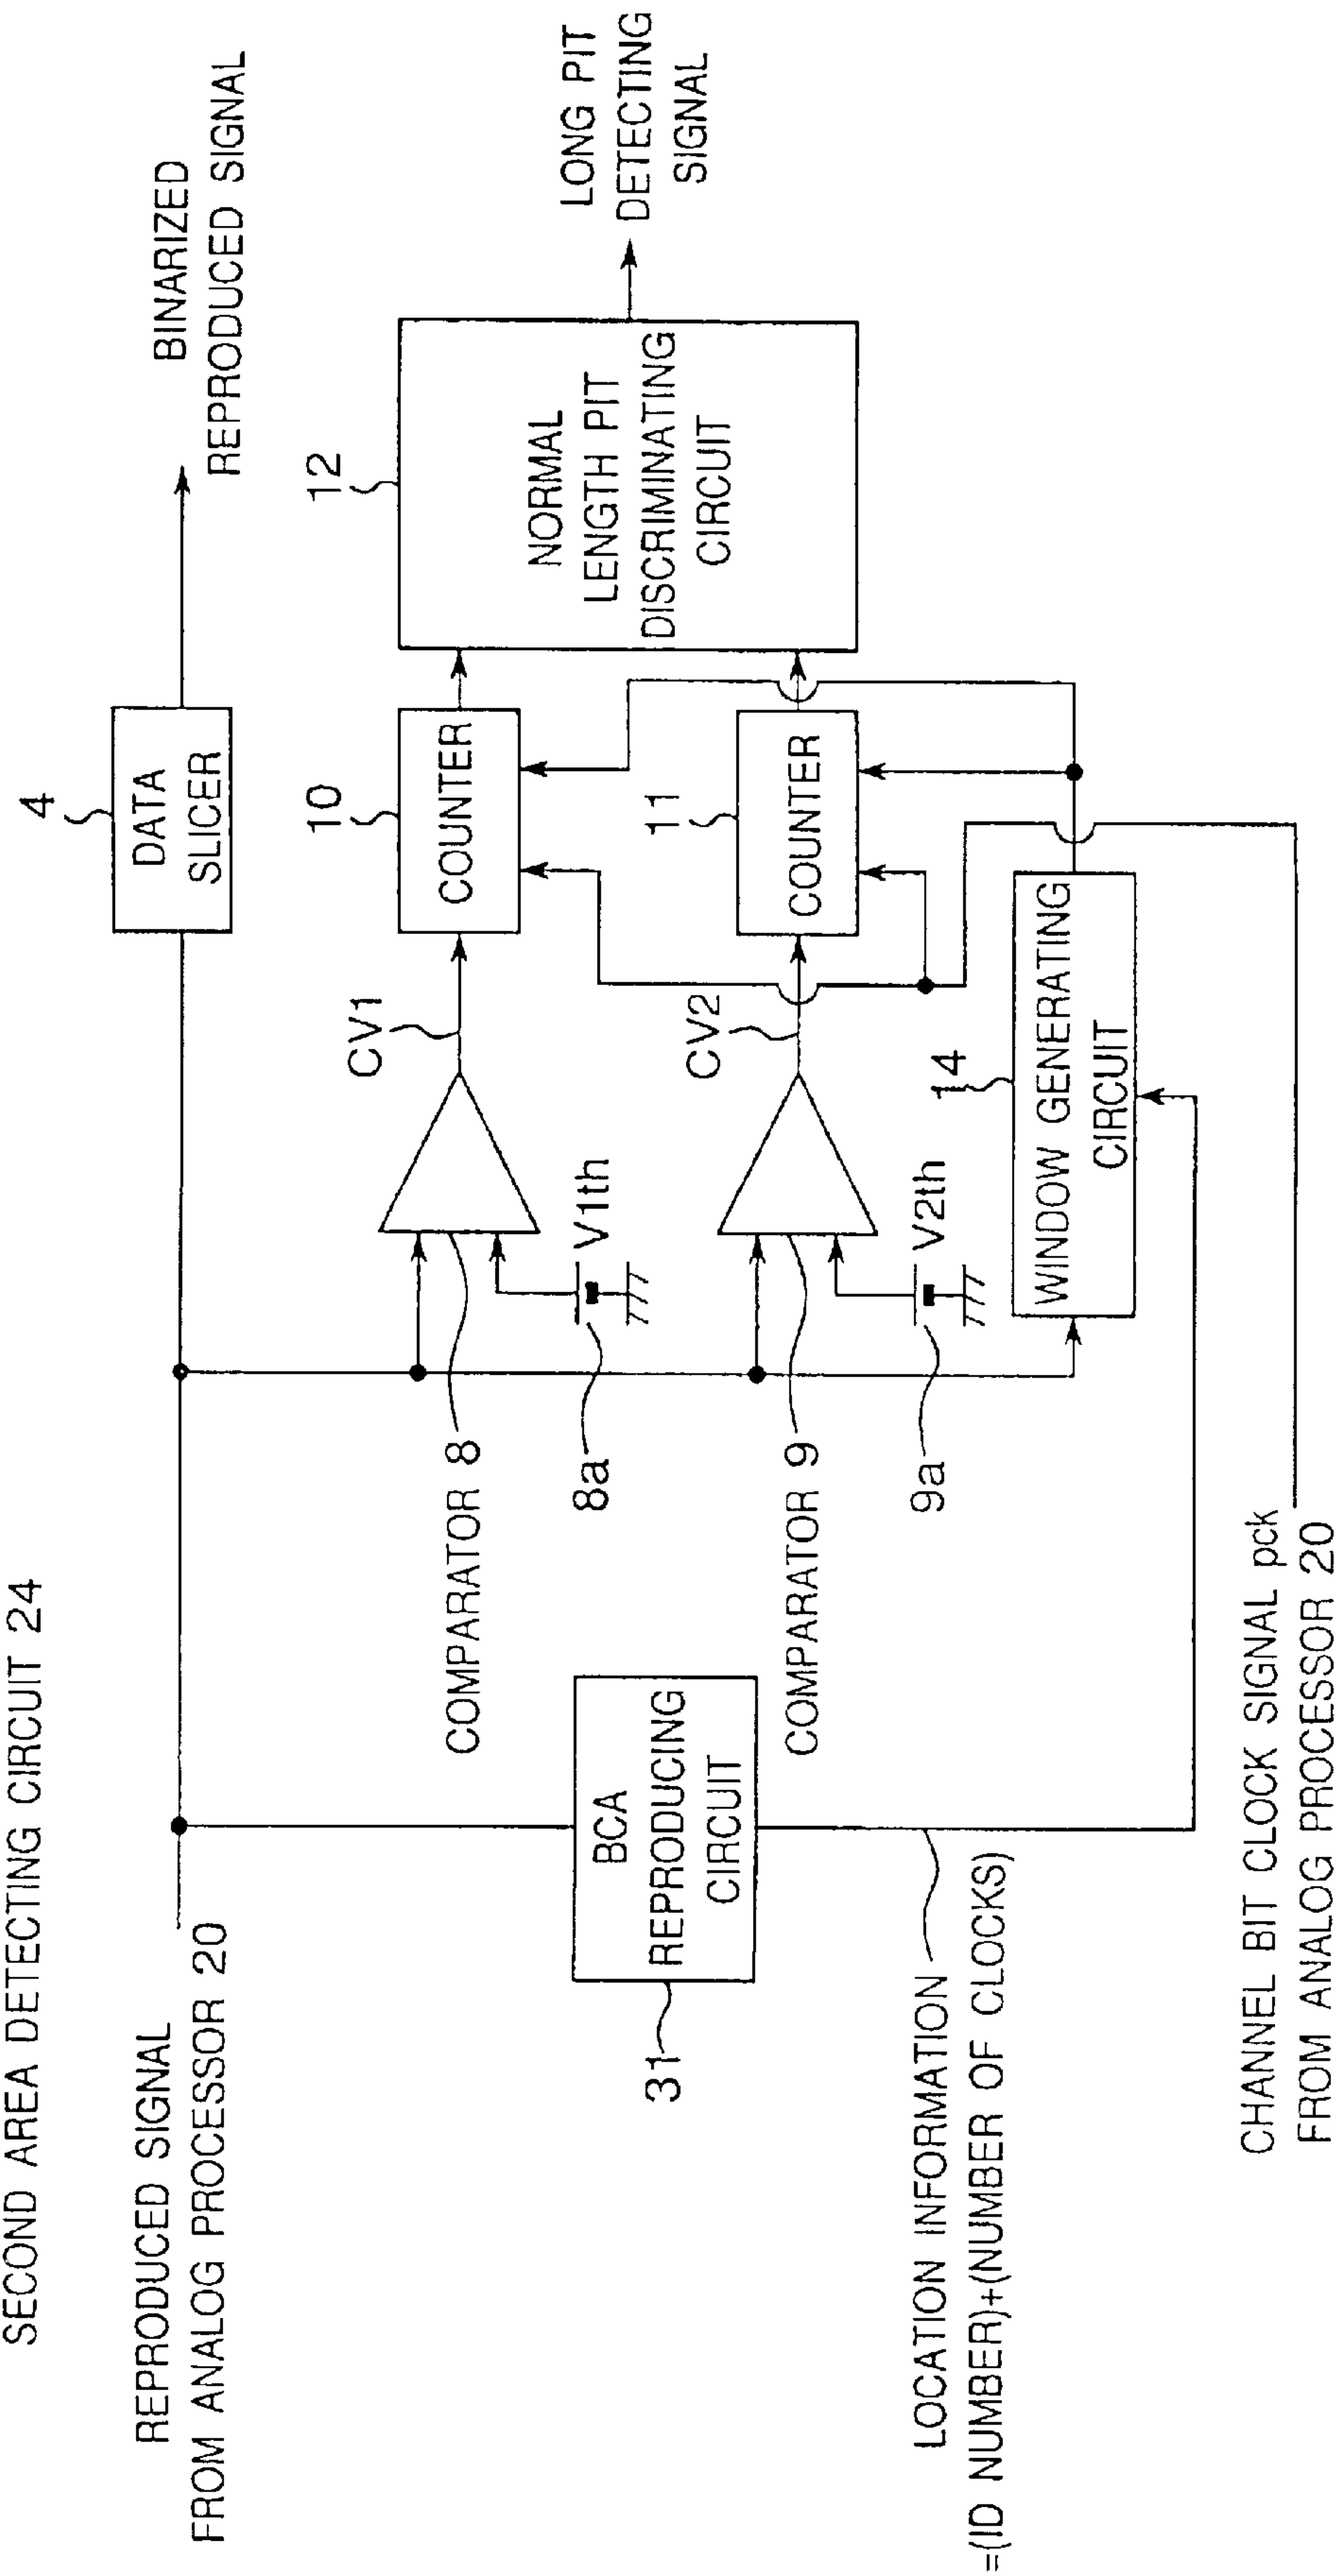 SECOND AREA DETECTING CIRCUIT 24
REPRODUCED SIGNAL
FROM ANALOG PROCESSOR 20
4
DATA
SLICER
BINARIZED
REPRODUCED SIGNAL
COMPARATOR 8
8a
V1th
CV1
10
COUNTER
12
NORMAL
LENGTH PIT
DISCRIMINATING
CIRCUIT
LONG PIT
DETECTING
SIGNAL
31
BCA
REPRODUCING
CIRCUIT
COMPARATOR 9
9a
V2th
CV2
11
COUNTER
14
WINDOW GENERATING
CIRCUIT
LOCATION INFORMATION
=(ID NUMBER)+(NUMBER OF CLOCKS)
CHANNEL BIT CLOCK SIGNAL pck
FROM ANALOG PROCESSOR 20